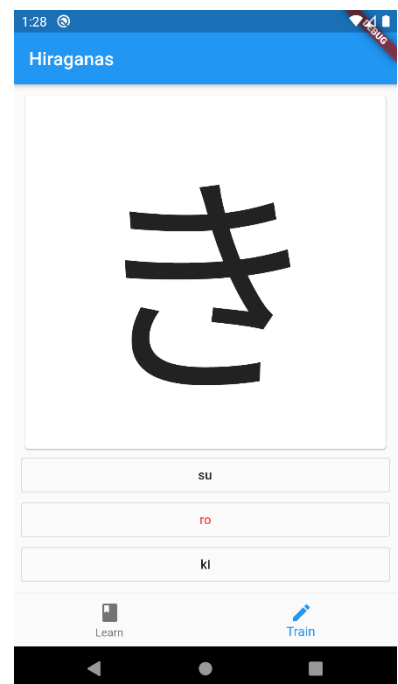 1:28
DEBUG
Hiraganas
き
su
ro
ki
Learn
Train